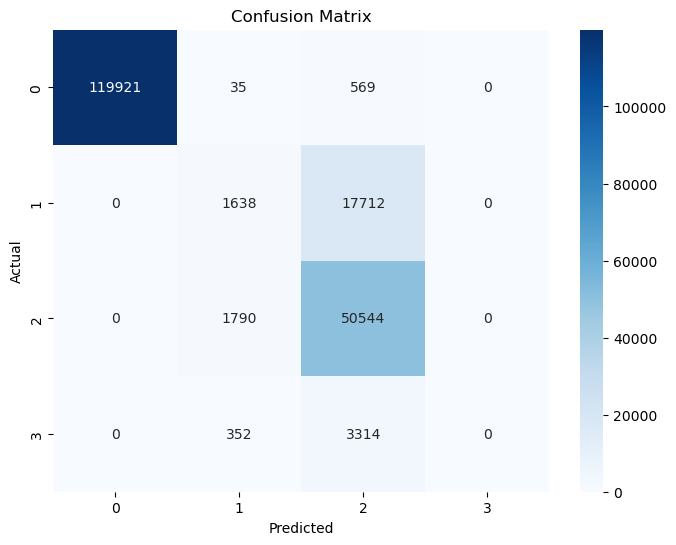 Confusion Matrix
0 119921 35 569 0
1 0 1638 17712 0
2 0 1790 50544 0
3 0 352 3314 0
0 1 2 3
Predicted
Actual
100000
80000
60000
40000
20000
0